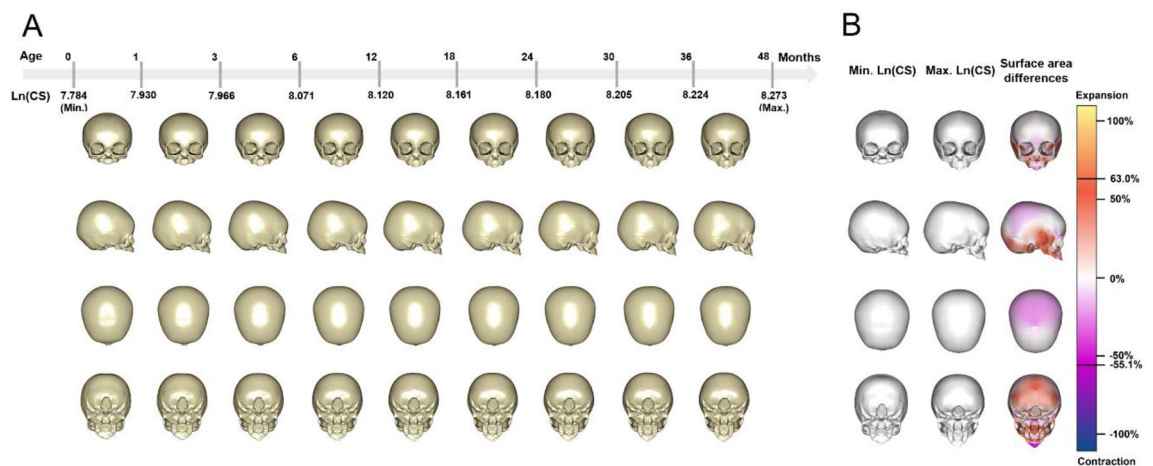 A
Age 0 1 3 6 12 18 24 30 36 48 Months
Ln(CS) 7.784 7.930 7.966 8.071 8.120 8.161 8.180 8.205 8.224 8.273
(Min.) (Max.)
B
Min. Ln(CS) Max. Ln(CS) Surface area
differences
Expansion
100%
63.0%
50%
0%
-50%
-55.1%
-100%
Contraction